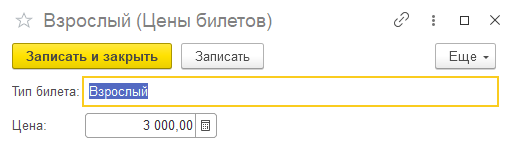 Взрослый (Цены билетов)
Записать и закрыть Записать Еще
Тип билета: Взрослый
Цена: 3 000,00